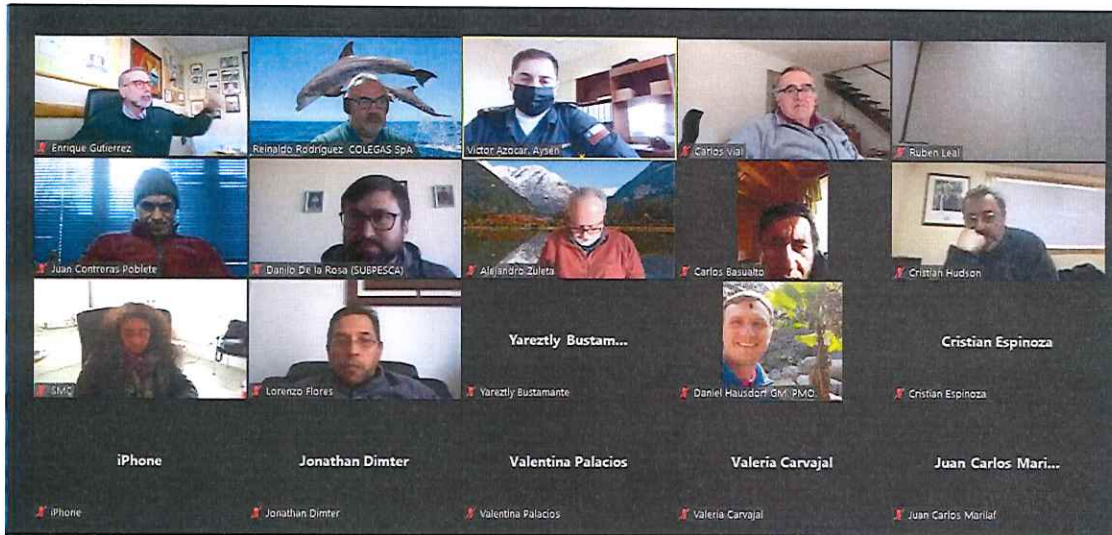 Enrique Gutierrez
Reinaldo Rodríguez. COLEGAS SpA
Victor Azocar. Aysén
Carlos Vial
Ruben Leal
Juan Contreras Poblete
Danilo De la Rosa (SUBPESCA)
Alejandro Zuleta
Carlos Basualto
Cristian Hudson
SMC
Lorenzo Flores
Yareztly Bustam...
Yareztly Bustamante
Daniel Hausdorf GM. PMO.
Cristian Espinoza
Cristian Espinoza
iPhone
iPhone
Jonathan Dimter
Jonathan Dimter
Valentina Palacios
Valentina Palacios
Valeria Carvajal
Valeria Carvajal
Juan Carlos Mari...
Juan Carlos Marilaf